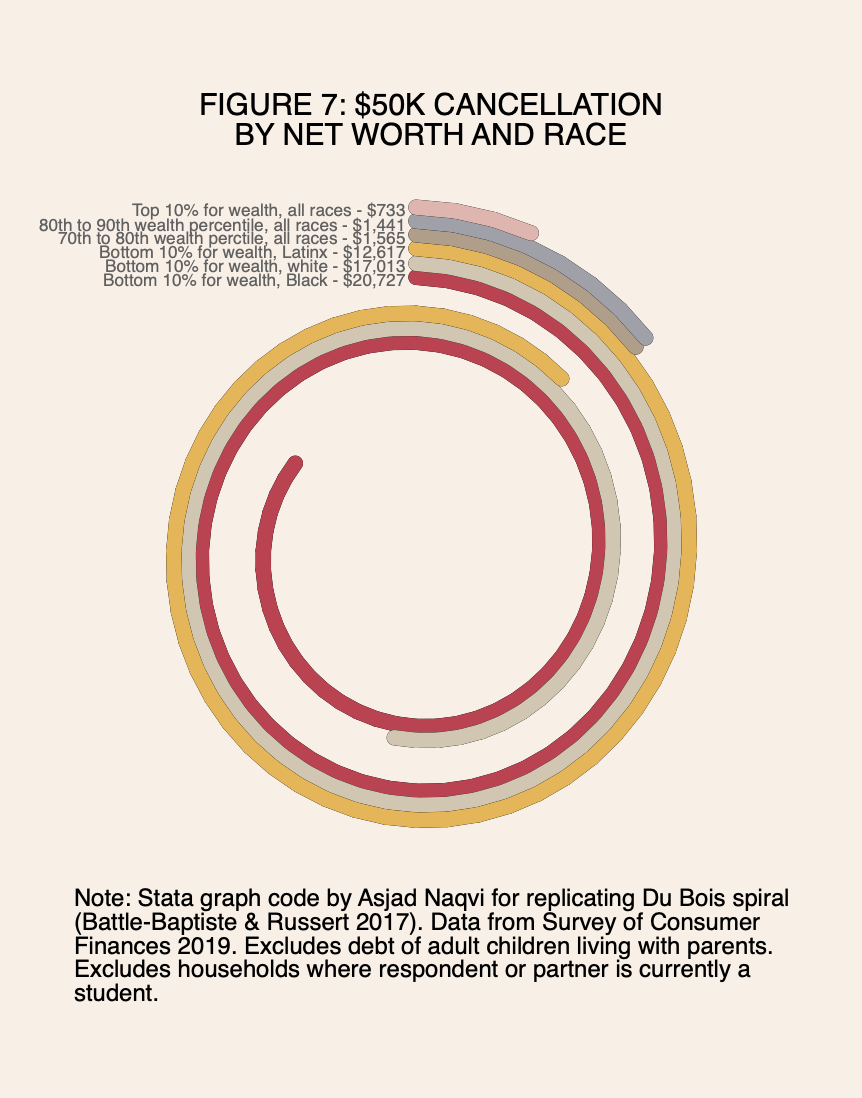 FIGURE 7: $50K CANCELLATION
BY NET WORTH AND RACE
Top 10% for wealth, all races - $733
80th to 90th wealth percentile, all races - $1,441
70th to 80th wealth perctile, all races - $1,565
Bottom 10% for wealth, Latinx - $12,617
Bottom 10% for wealth, white - $17,013
Bottom 10% for wealth, Black - $20,727
Note: Stata graph code by Asjad Naqvi for replicating Du Bois spiral
(Battle-Baptiste & Russert 2017). Data from Survey of Consumer
Finances 2019. Excludes debt of adult children living with parents.
Excludes households where respondent or partner is currently a
student.